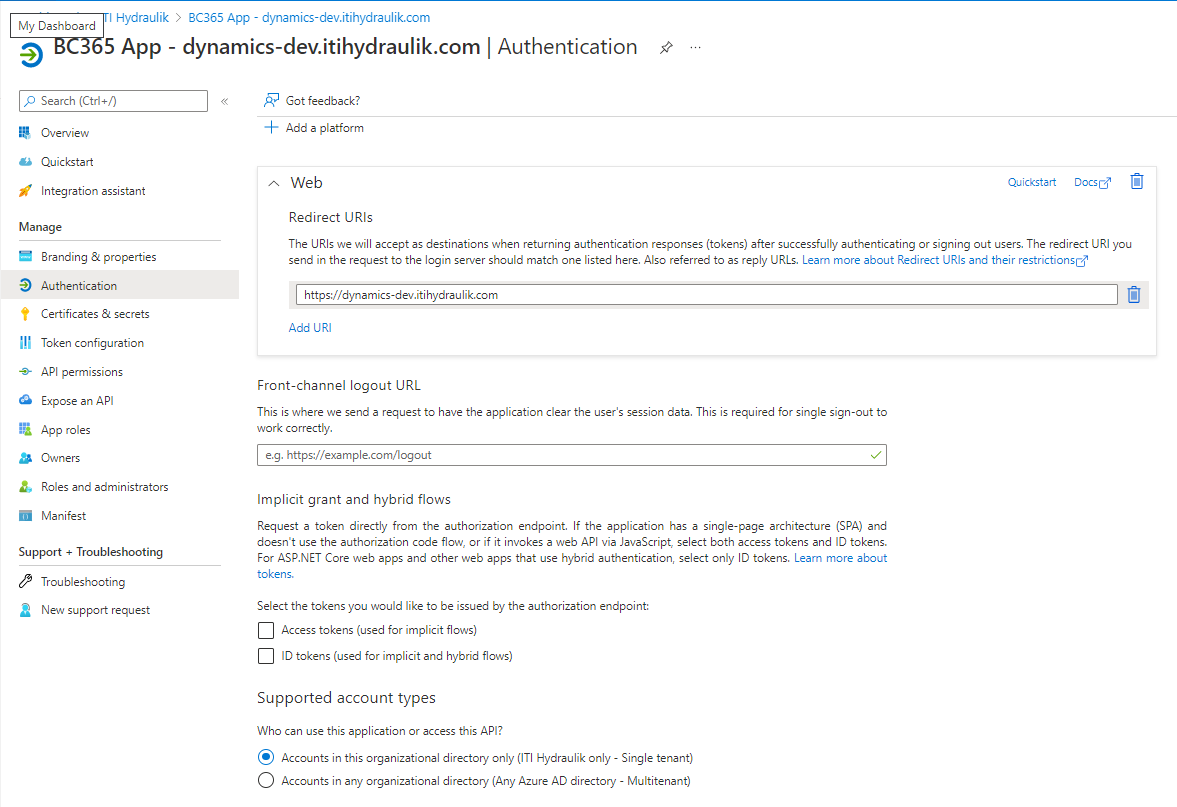 My Dashboard
ITI Hydraulik > BC365 App - dynamics-dev.itihydraulik.com
BC365 App - dynamics-dev.itihydraulik.com | Authentication
Search (Ctrl+/)
Overview
Quickstart
Integration assistant
Manage
Branding & properties
Authentication
Certificates & secrets
Token configuration
API permissions
Expose an API
App roles
Owners
Roles and administrators
Manifest
Support + Troubleshooting
Troubleshooting
New support request
Got feedback?
Add a platform
Web
Quickstart Docs
Redirect URIs
The URIs we will accept as destinations when returning authentication responses (tokens) after successfully authenticating or signing out users. The redirect URI you
send in the request to the login server should match one listed here. Also referred to as reply URLs. Learn more about Redirect URIs and their restrictions
https://dynamics-dev.itihydraulik.com
Add URI
Front-channel logout URL
This is where we send a request to have the application clear the user's session data. This is required for single sign-out to
work correctly.
e.g. https://example.com/logout
Implicit grant and hybrid flows
Request a token directly from the authorization endpoint. If the application has a single-page architecture (SPA) and
doesn't use the authorization code flow, or if it invokes a web API via JavaScript, select both access tokens and ID tokens.
For ASP.NET Core web apps and other web apps that use hybrid authentication, select only ID tokens. Learn more about
tokens.
Select the tokens you would like to be issued by the authorization endpoint:
Access tokens (used for implicit flows)
ID tokens (used for implicit and hybrid flows)
Supported account types
Who can use this application or access this API?
Accounts in this organizational directory only (ITI Hydraulik only - Single tenant)
Accounts in any organizational directory (Any Azure AD directory - Multitenant)